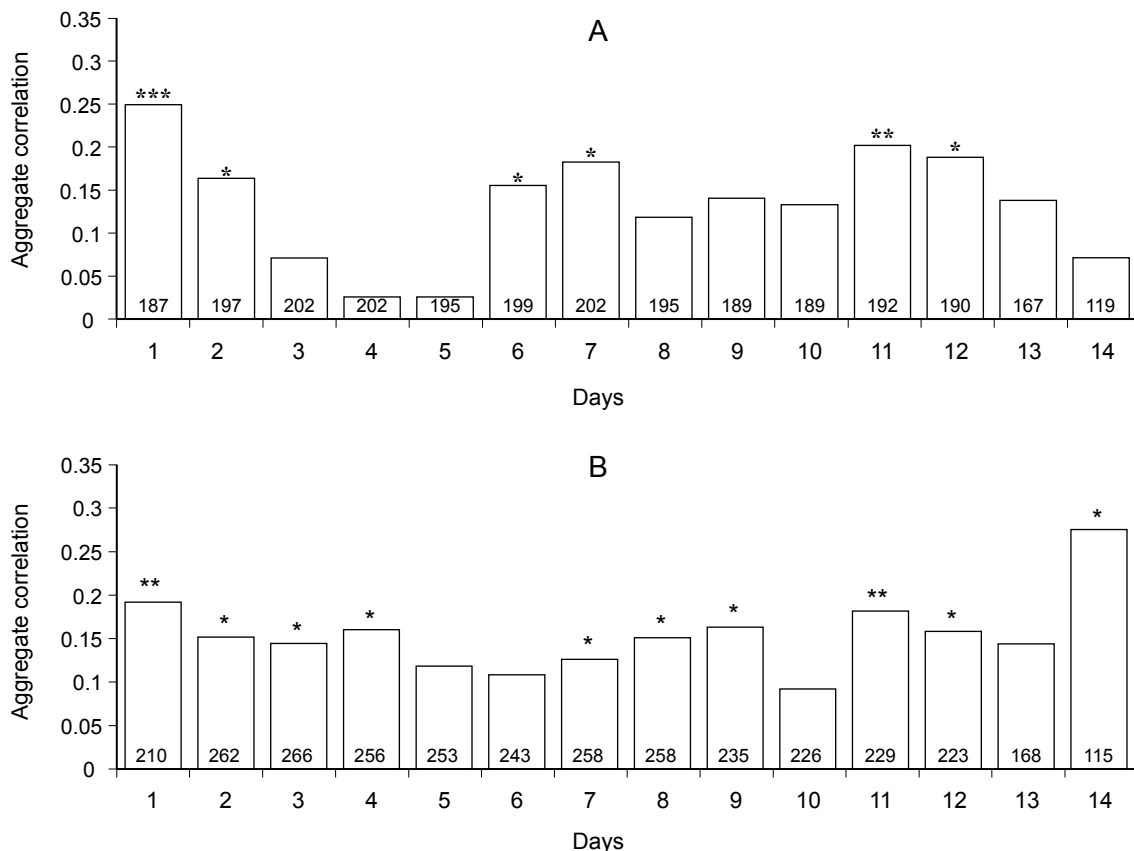 A
Aggregate correlation
0.35
0.3
0.25
0.2
0.15
0.1
0.05
0
*** * * * ** *
187 197 202 202 195 199 202 195 189 189 192 190 167 119
1 2 3 4 5 6 7 8 9 10 11 12 13 14
Days
B
Aggregate correlation
0.35
0.3
0.25
0.2
0.15
0.1
0.05
0
** * * * * * * ** * *
210 262 266 256 253 243 258 258 235 226 229 223 168 115
1 2 3 4 5 6 7 8 9 10 11 12 13 14
Days